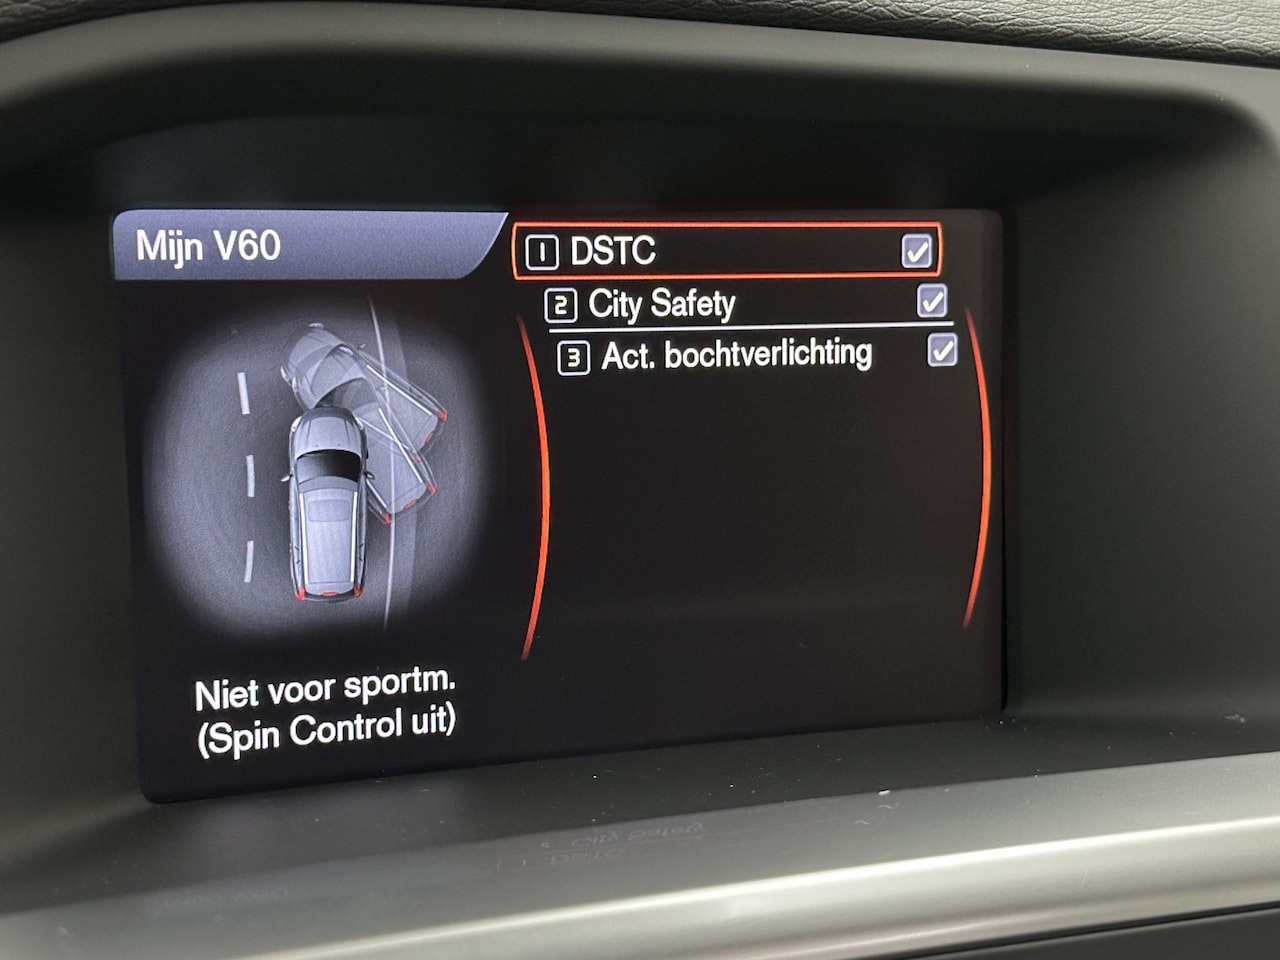 Mijn V60
1 DSTC
2 City Safety
3 Act. bochtverlichting
Niet voor sportm.
(Spin Control uit)